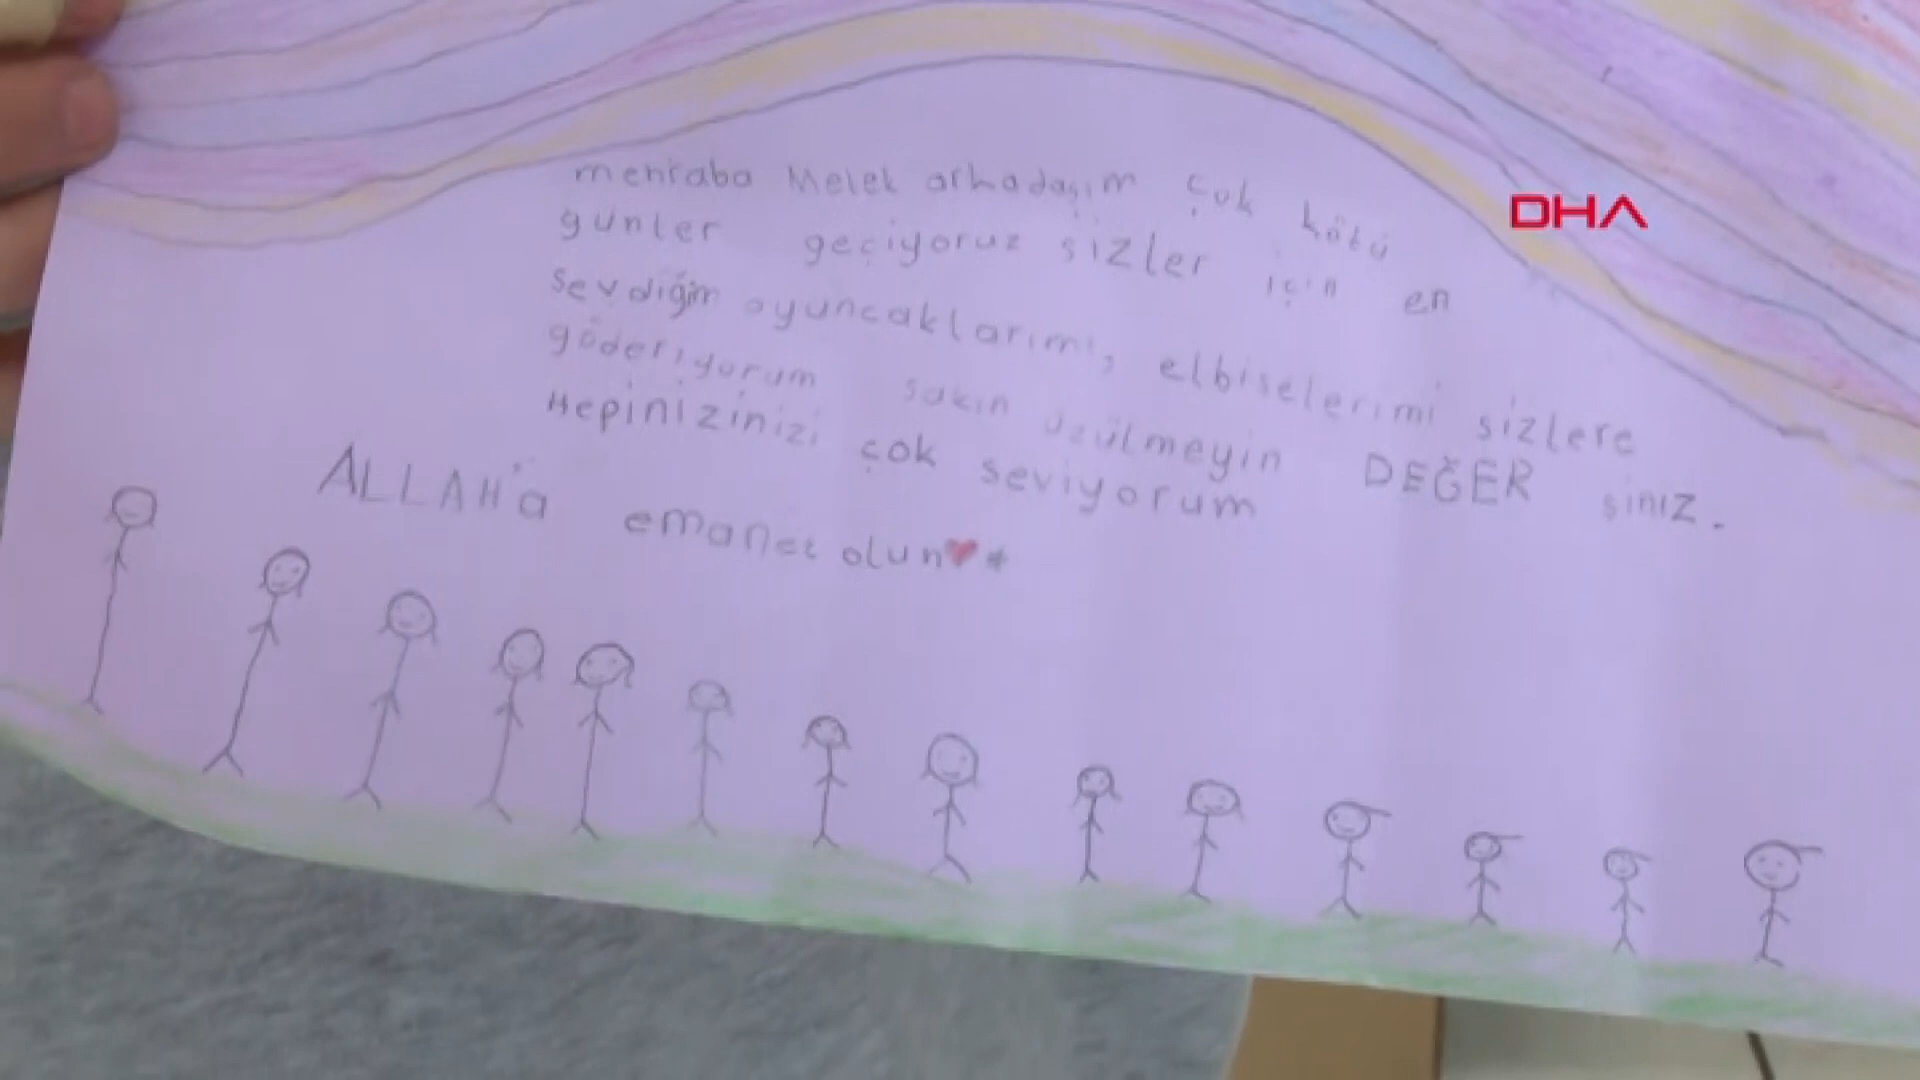 DHA
mehraba Melek arkadaşım çok kötü
günler geçiyoruz sizler için en
sevdiğim oyuncaklarımı, elbiselerimi sizlere
göderiyorum sakın üzülmeyin DEĞER siniz.
Hepinizinizi çok seviyorum
ALLAH'a emanet olun